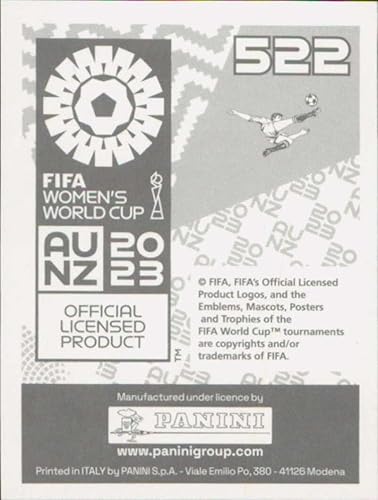 522
FIFA
WOMEN'S
WORLD CUP
AU 20
NZ 23
OFFICIAL
LICENSED
PRODUCT
TM
© FIFA, FIFA's Official Licensed
Product Logos, and the
Emblems, Mascots, Posters
and Trophies of the
FIFA World Cup™ tournaments
are copyrights and/or
trademarks of FIFA.
Manufactured under licence by
PANINI
www.paninigroup.com
Printed in ITALY by PANINI S.p.A. - Viale Emilio Po, 380 - 41126 Modena